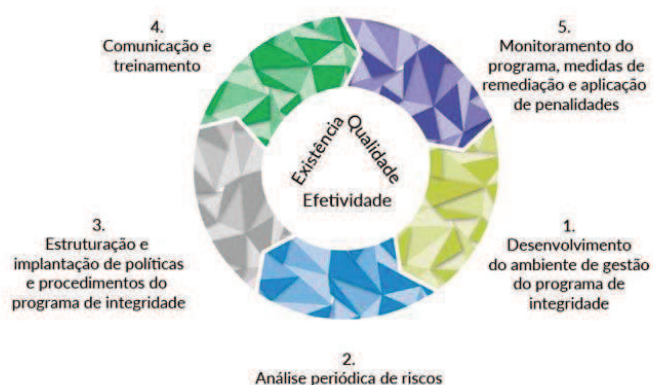 4.
Comunicação e
treinamento
5.
Monitoramento do
programa, medidas de
remediação e aplicação
de penalidades
Existência
Qualidade
Efetividade
3.
Estruturação e
implantação de políticas
e procedimentos do
programa de integridade
1.
Desenvolvimento
do ambiente de gestão
do programa de
integridade
2.
Análise periódica de riscos